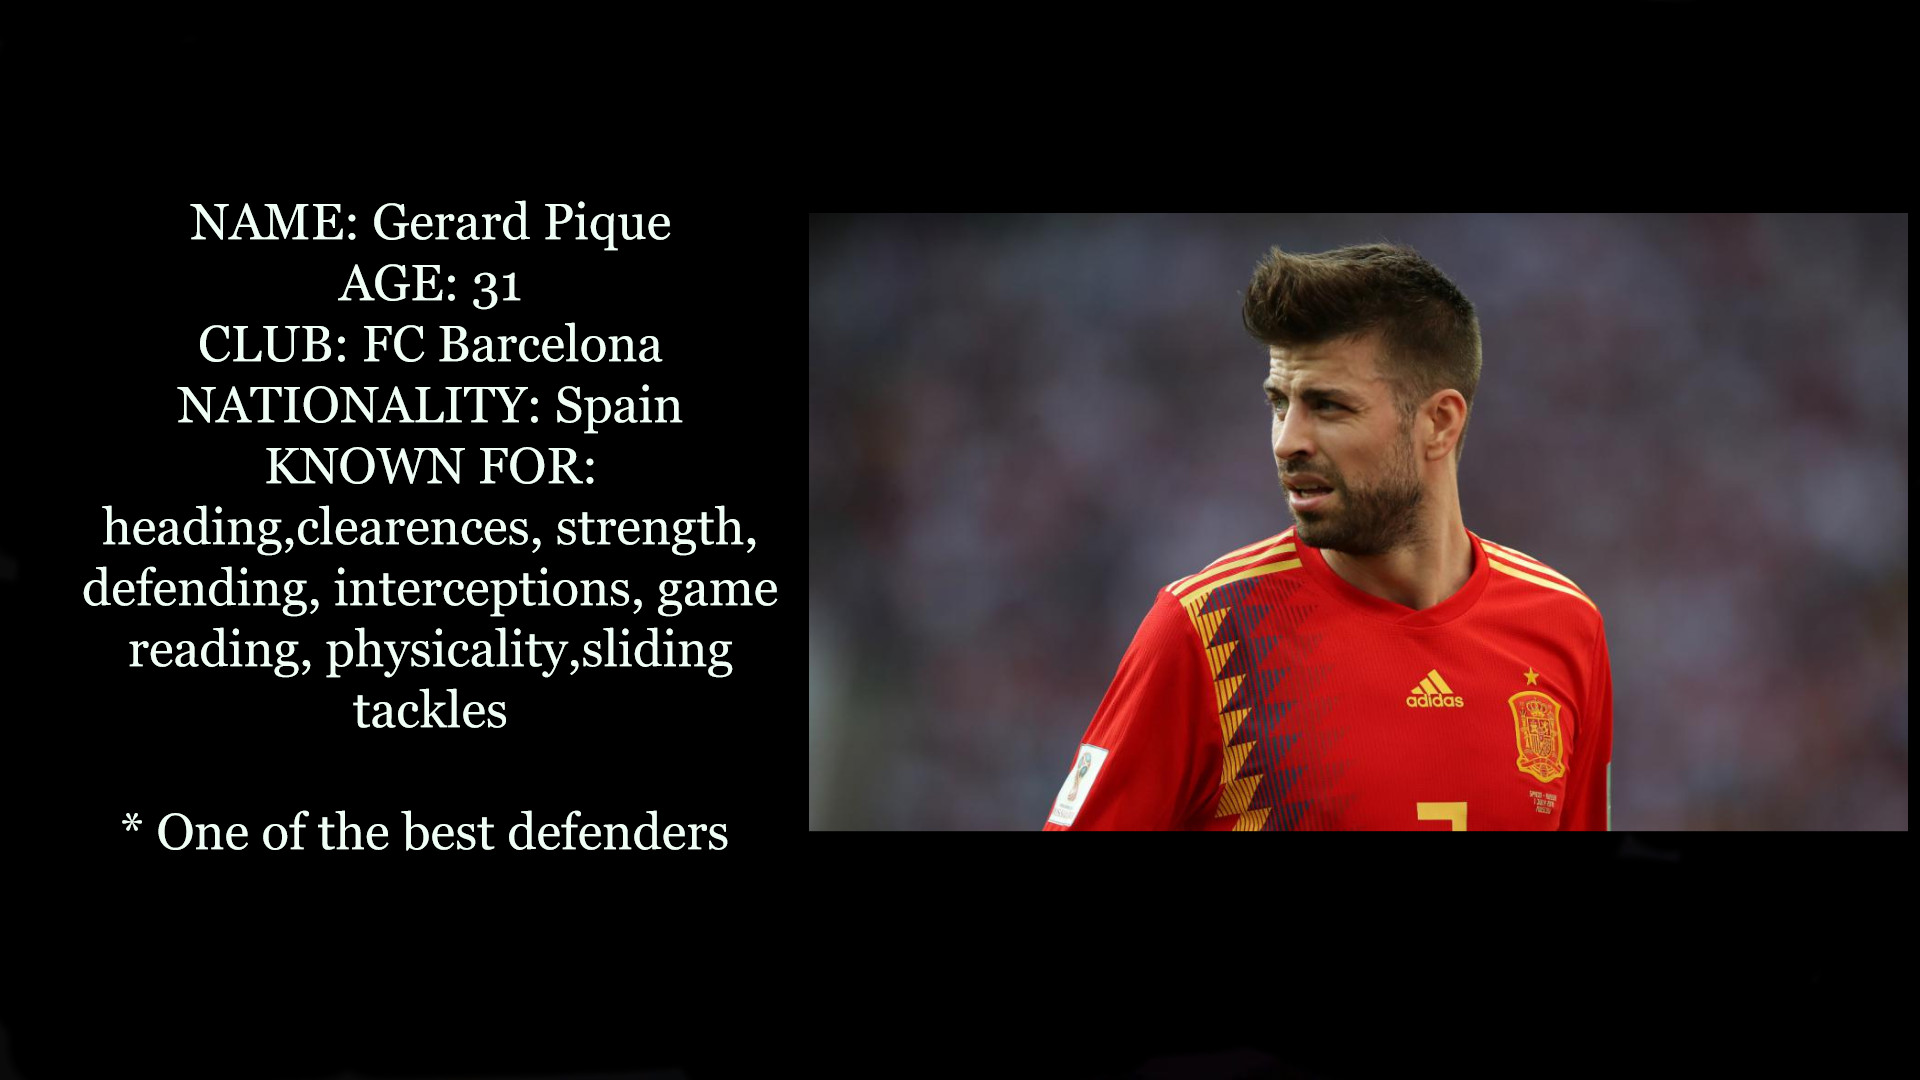 NAME: Gerard Pique
AGE: 31
CLUB: FC Barcelona
NATIONALITY: Spain
KNOWN FOR:
heading,clearences, strength,
defending, interceptions, game
reading, physicality,sliding
tackles
* One of the best defenders
adidas